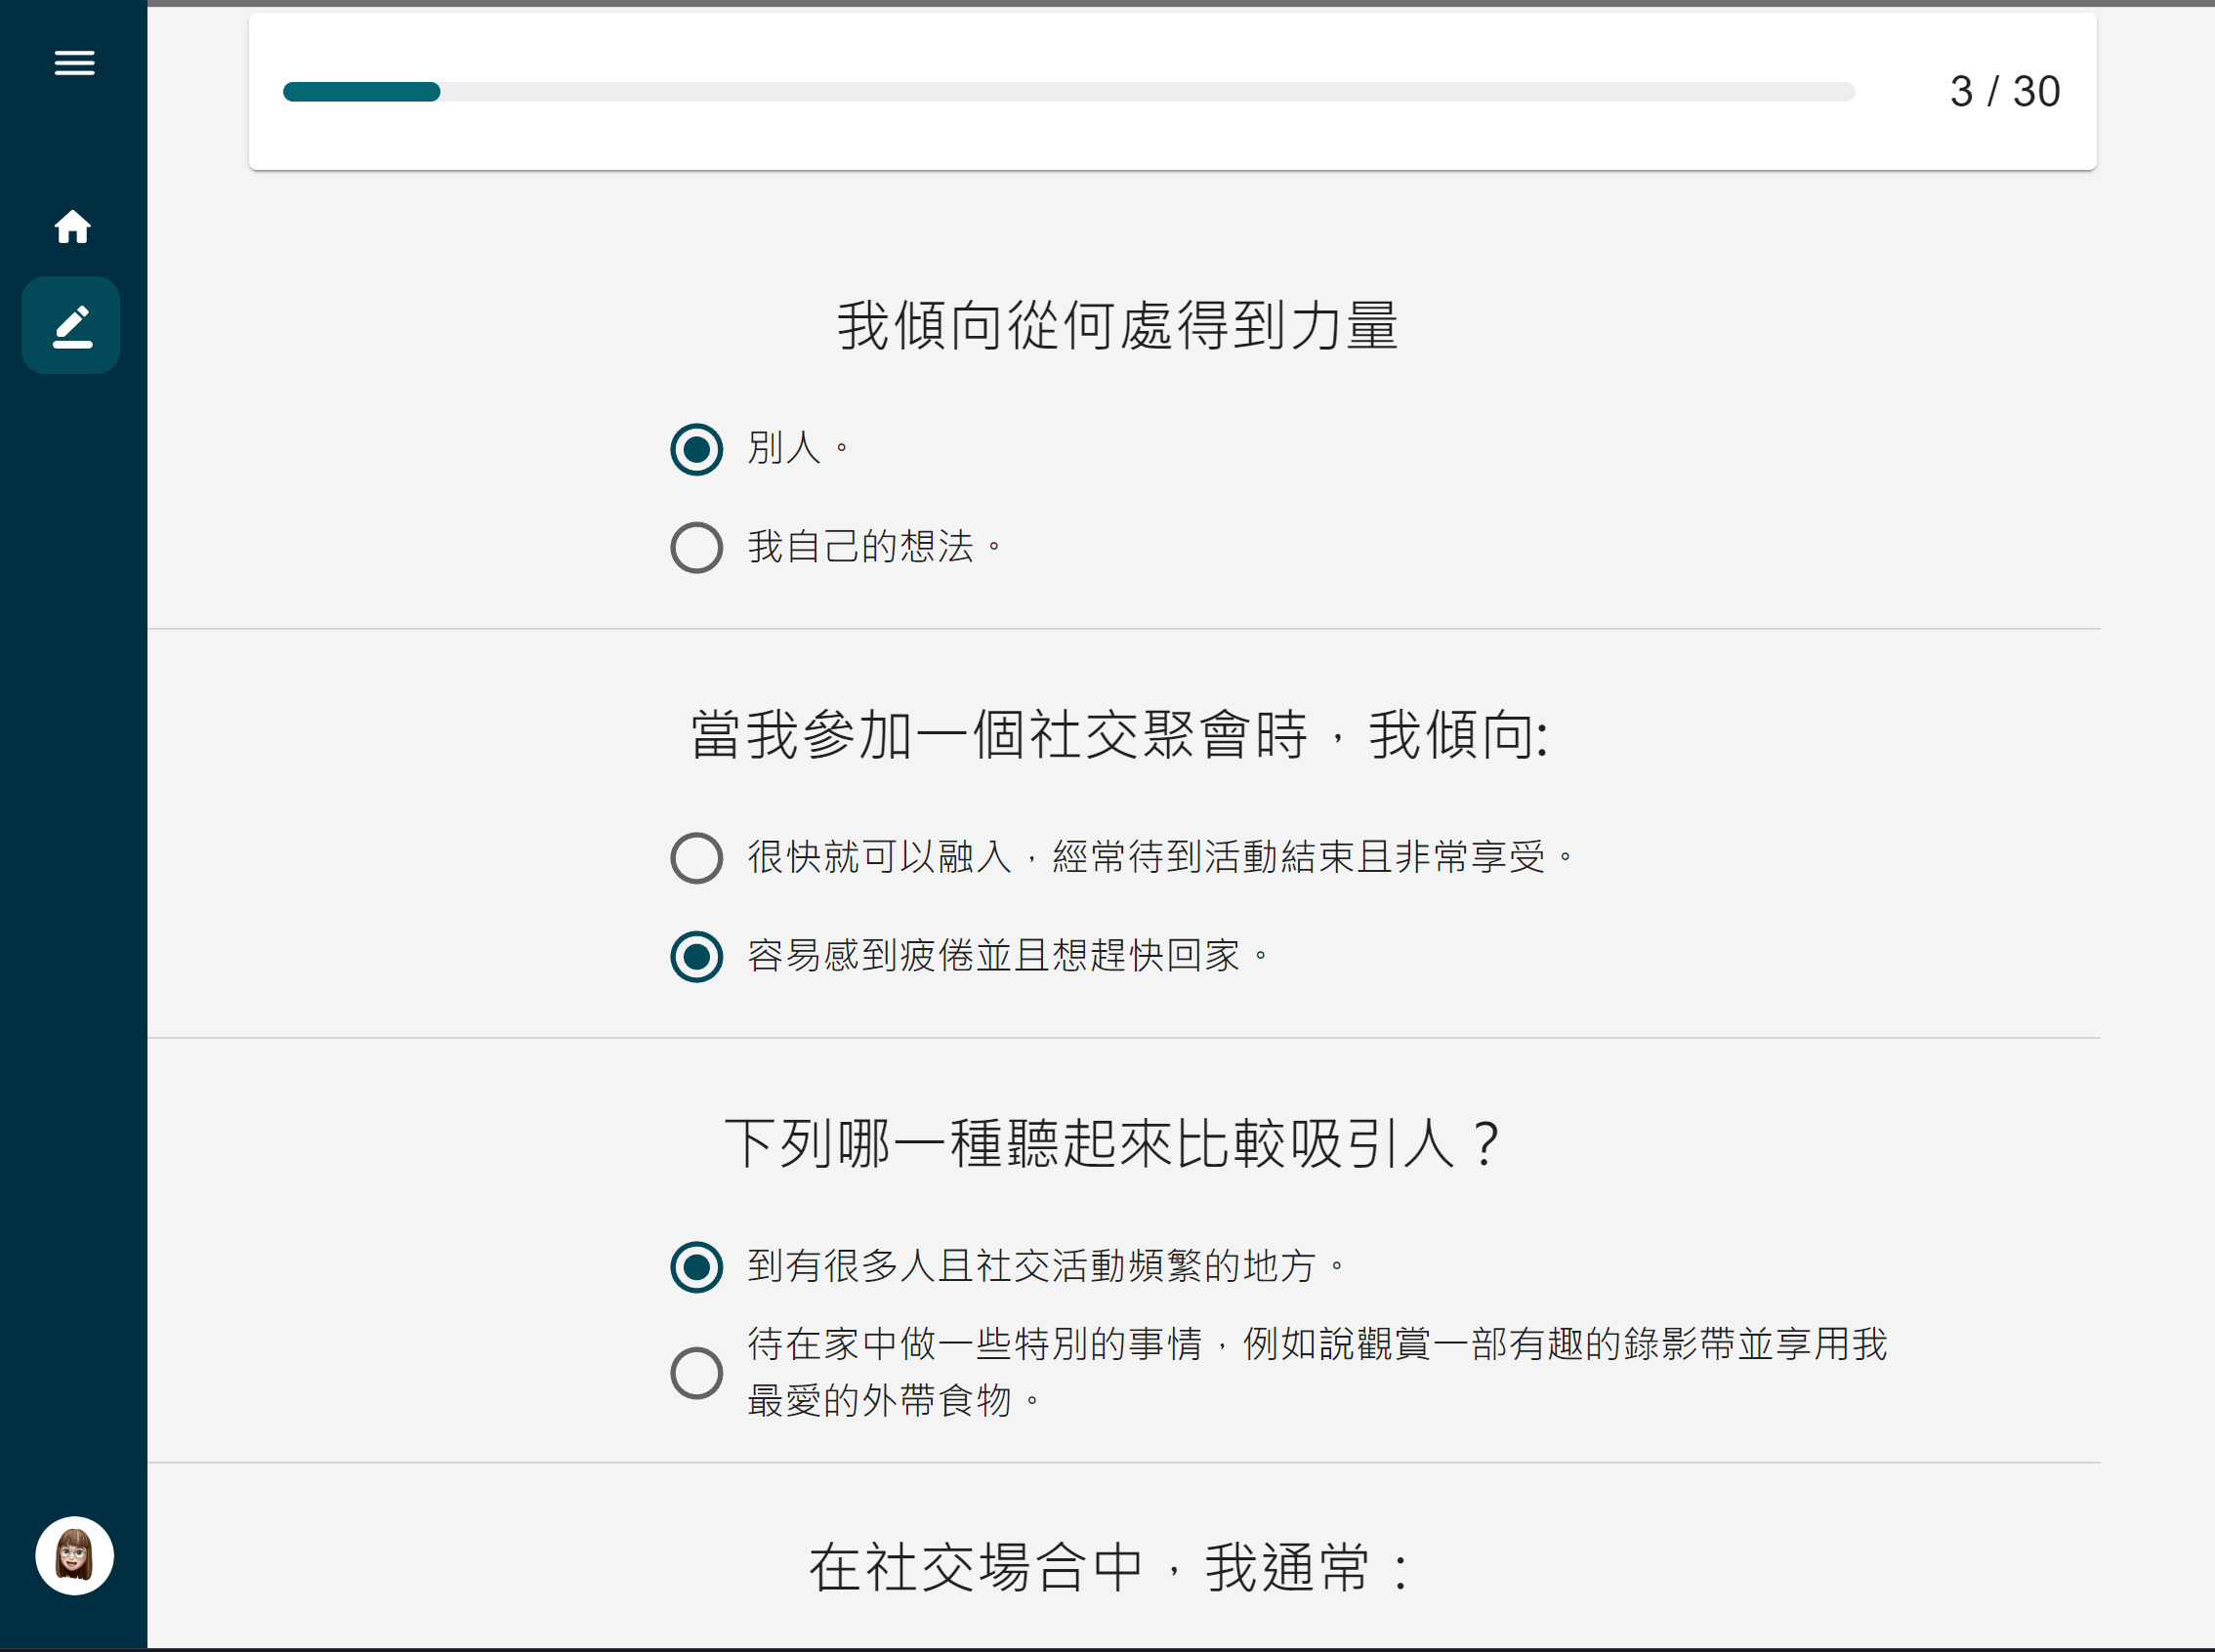 3 / 30
我傾向從何處得到力量
別人。
我自己的想法。
當我參加一個社交聚會時，我傾向:
很快就可以融入，經常待到活動結束且非常享受。
容易感到疲倦並且想趕快回家。
下列哪一種聽起來比較吸引人？
到有很多人且社交活動頻繁的地方。
待在家中做一些特別的事情，例如說觀賞一部有趣的錄影帶並享用我
最愛的外帶食物。
在社交場合中，我通常：